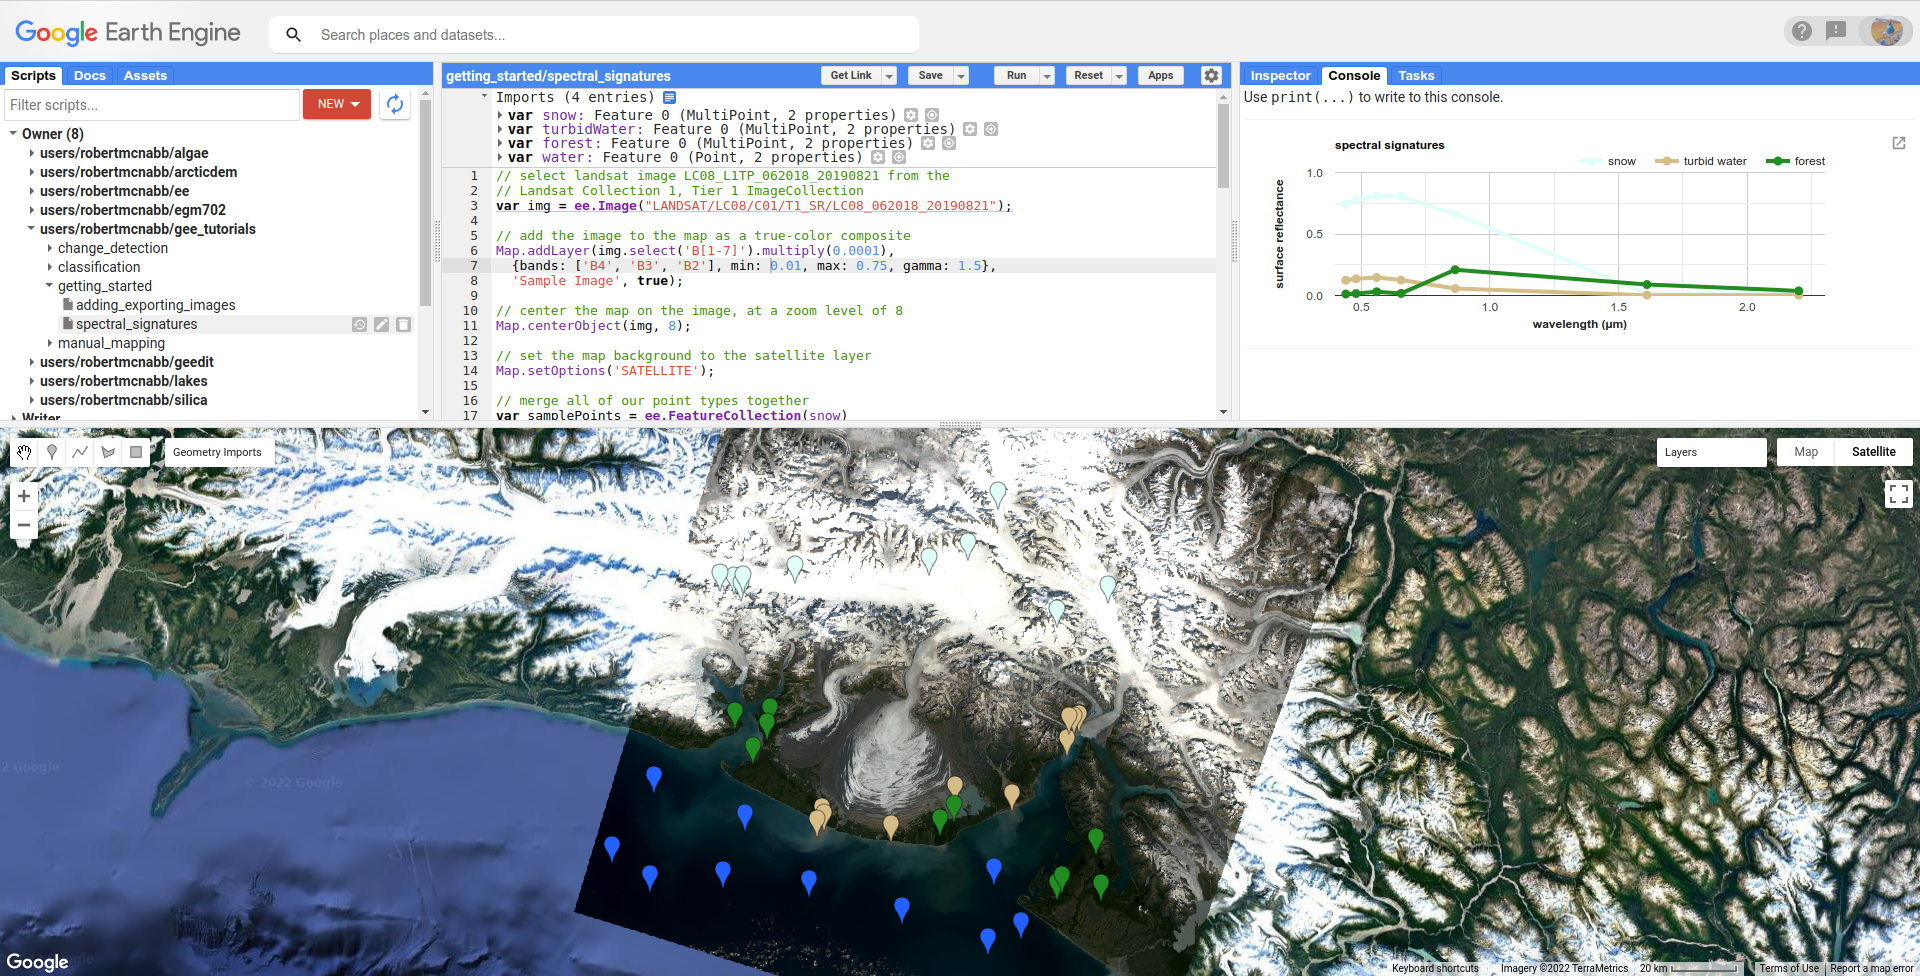 Google Earth Engine
Search places and datasets...
Scripts Docs Assets
Filter scripts...
NEW
Owner (8)
users/robertmcnabb/algae
users/robertmcnabb/arcticdem
users/robertmcnabb/ee
users/robertmcnabb/egm702
users/robertmcnabb/gee_tutorials
change_detection
classification
getting_started
adding_exporting_images
spectral_signatures
manual_mapping
users/robertmcnabb/geedit
users/robertmcnabb/lakes
users/robertmcnabb/silica
Writer
getting_started/spectral_signatures
Get Link Save Run Reset Apps
Imports (4 entries)
var snow: Feature 0 (MultiPoint, 2 properties)
var turbidWater: Feature 0 (MultiPoint, 2 properties)
var forest: Feature 0 (MultiPoint, 2 properties)
var water: Feature 0 (Point, 2 properties)
1 // select landsat image LC08_L1TP_062018_20190821 from the
2 // Landsat Collection 1, Tier 1 ImageCollection
3 var img = ee.Image("LANDSAT/LC08/C01/T1_SR/LC08_062018_20190821");
4
5 // add the image to the map as a true-color composite
6 Map.addLayer(img.select('B[1-7]').multiply(0.0001),
7 {bands: ['B4', 'B3', 'B2'], min: 0.01, max: 0.75, gamma: 1.5},
8 'Sample Image', true);
9
10 // center the map on the image, at a zoom level of 8
11 Map.centerObject(img, 8);
12
13 // set the map background to the satellite layer
14 Map.setOptions('SATELLITE');
15
16 // merge all of our point types together
17 var samplePoints = ee.FeatureCollection(snow)
Inspector Console Tasks
Use print(...) to write to this console.
spectral signatures
snow turbid water forest
surface reflectance
1.0
0.5
0.0
0.5 1.0 1.5 2.0
wavelength (μm)
Geometry Imports
Layers
Map Satellite
+
−
2 Google
© 2022 Google
Google
Keyboard shortcuts Imagery ©2022 TerraMetrics 20 km Terms of Use Report a map error